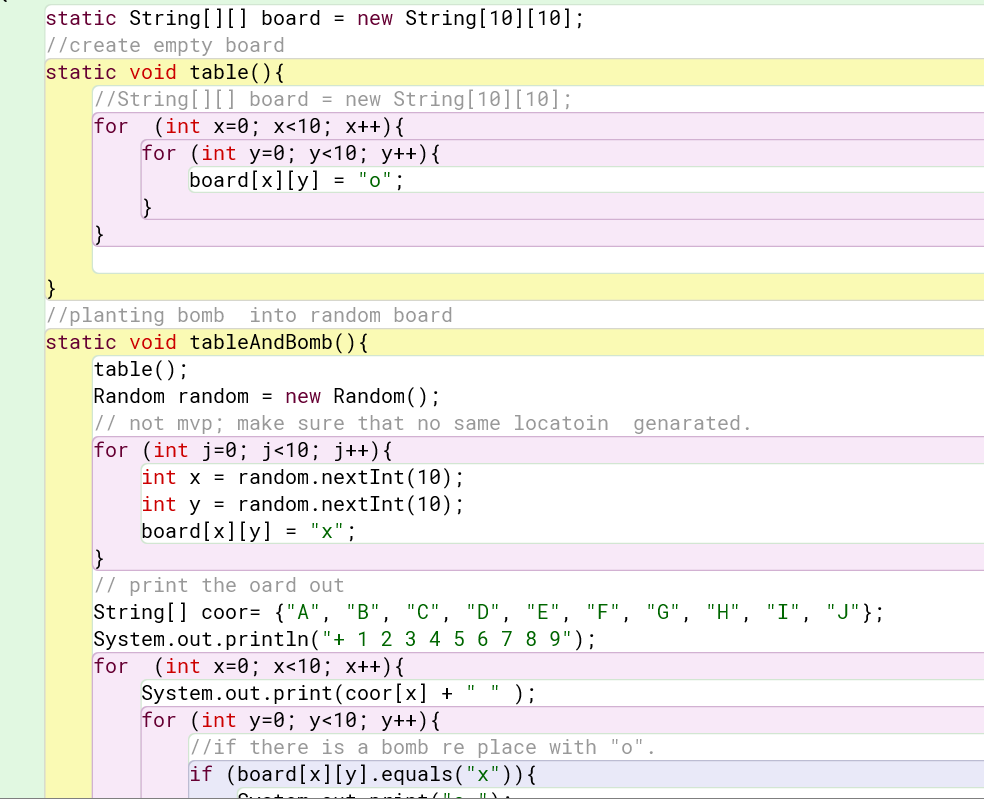 static String[][] board = new String[10][10];
//create empty board
static void table(){
//String[][] board = new String[10][10];
for  (int x=0; x<10; x++){
for (int y=0; y<10; y++){
board[x][y] = "o";
}
}
}
//planting bomb  into random board
static void tableAndBomb(){
table();
Random random = new Random();
// not mvp; make sure that no same locatoin  genarated.
for (int j=0; j<10; j++){
int x = random.nextInt(10);
int y = random.nextInt(10);
board[x][y] = "x";
}
// print the oard out
String[] coor= {"A", "B", "C", "D", "E", "F", "G", "H", "I", "J"};
System.out.println("+ 1 2 3 4 5 6 7 8 9");
for  (int x=0; x<10; x++){
System.out.print(coor[x] + " " );
for (int y=0; y<10; y++){
//if there is a bomb re place with "o".
if (board[x][y].equals("x")){